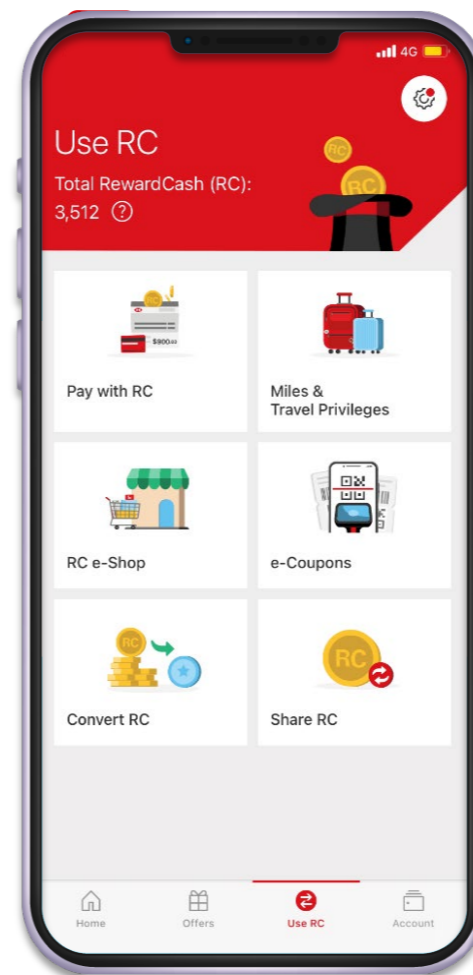 4G
Use RC
Total RewardCash (RC):
3,512 ?
RC
RC
RC
$900.00
Pay with RC
Miles &
Travel Privileges
RC e-Shop
e-Coupons
RC
RC
Convert RC
Share RC
Home
Offers
Use RC
Account